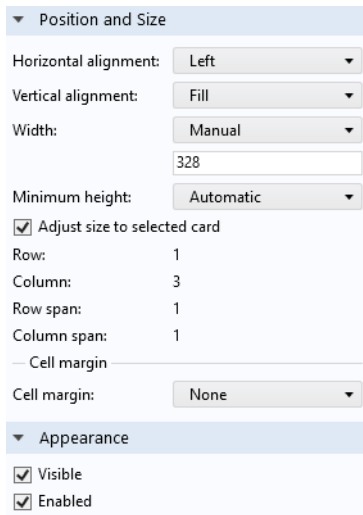 Position and Size
Horizontal alignment: Left
Vertical alignment: Fill
Width: Manual
328
Minimum height: Automatic
Adjust size to selected card
Row: 1
Column: 3
Row span: 1
Column span: 1
Cell margin
Cell margin: None
Appearance
Visible
Enabled